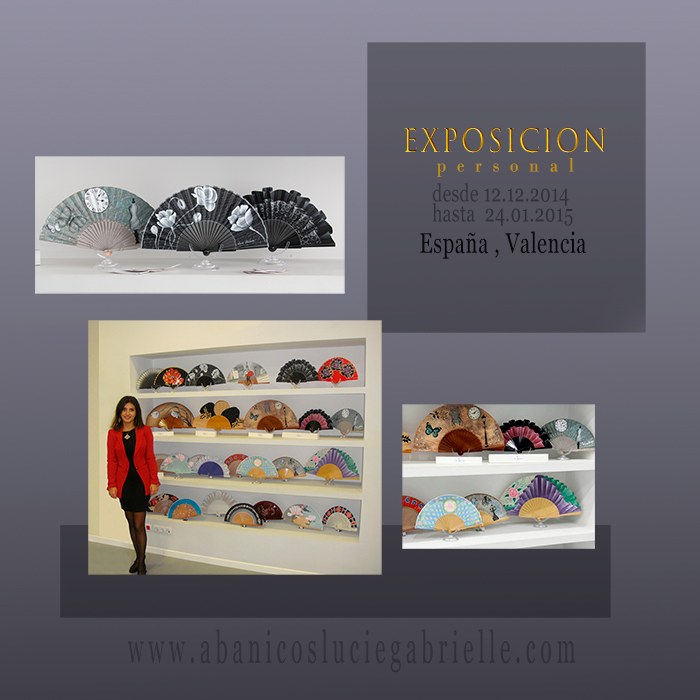 EXPOSICION
personal
desde 12.12.2014
hasta 24.01.2015
España , Valencia
www.abanicosluciegabrielle.com